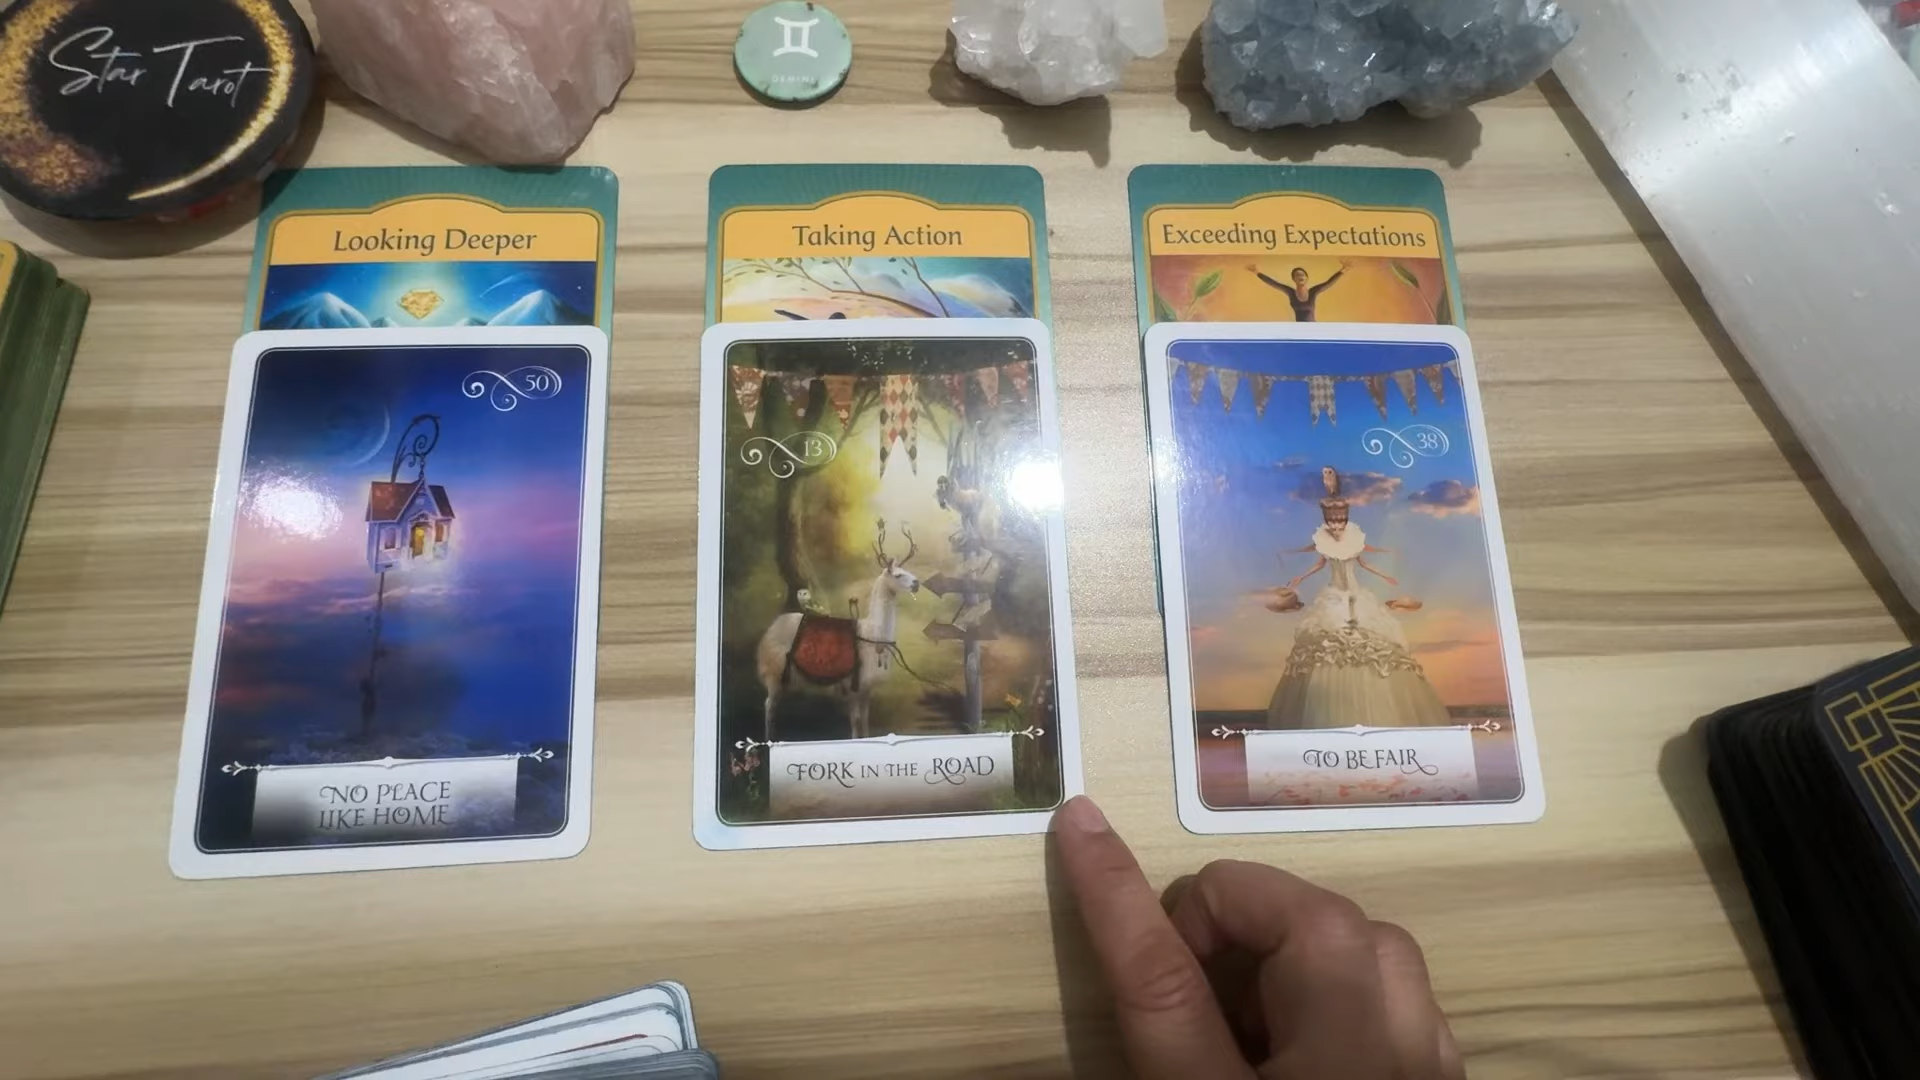 Star Tarot
GEMINI
Looking Deeper
Taking Action
Exceeding Expectations
50
13
38
NO PLACE
LIKE HOME
FORK IN THE ROAD
TO BE FAIR